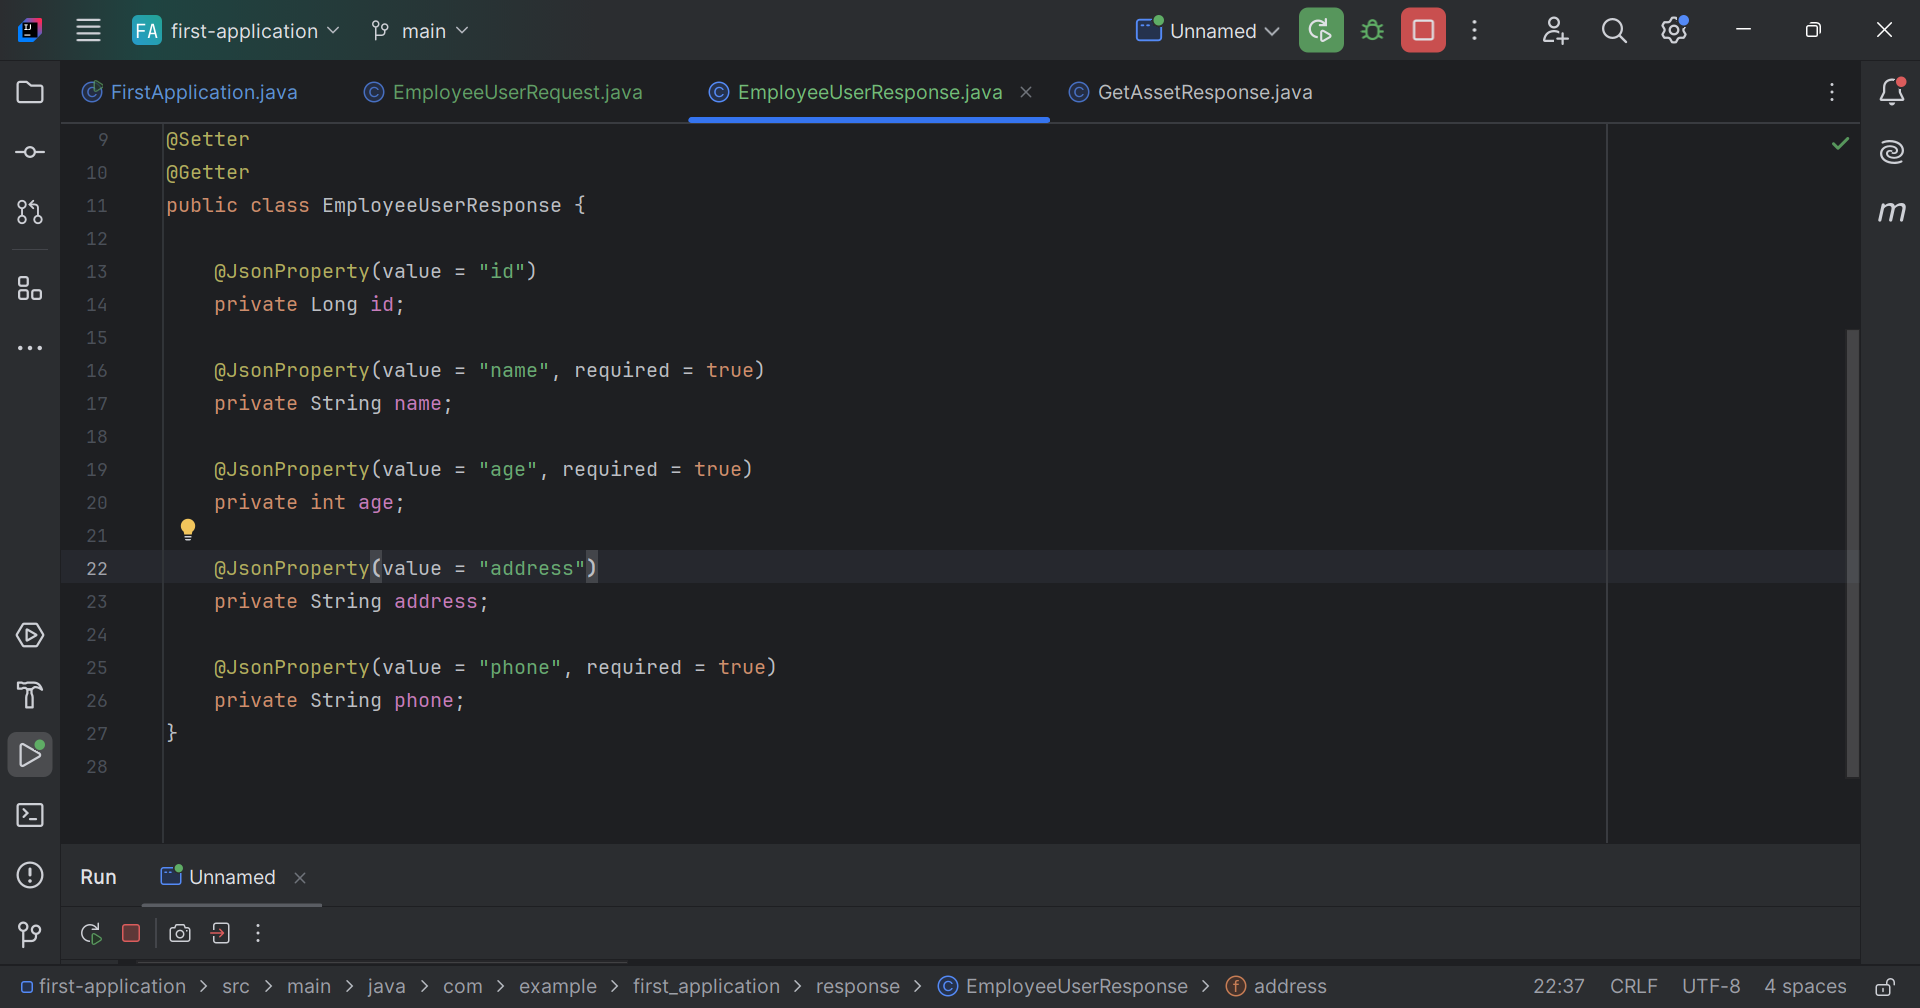 FA first-application main Unnamed
FirstApplication.java EmployeeUserRequest.java EmployeeUserResponse.java GetAssetResponse.java
9 @Setter
10 @Getter
11 public class EmployeeUserResponse {
12
13 @JsonProperty(value = "id")
14 private Long id;
15
16 @JsonProperty(value = "name", required = true)
17 private String name;
18
19 @JsonProperty(value = "age", required = true)
20 private int age;
21
22 @JsonProperty(value = "address")
23 private String address;
24
25 @JsonProperty(value = "phone", required = true)
26 private String phone;
27 }
28
Run Unnamed
first-application > src > main > java > com > example > first_application > response > EmployeeUserResponse > address 22:37 CRLF UTF-8 4 spaces